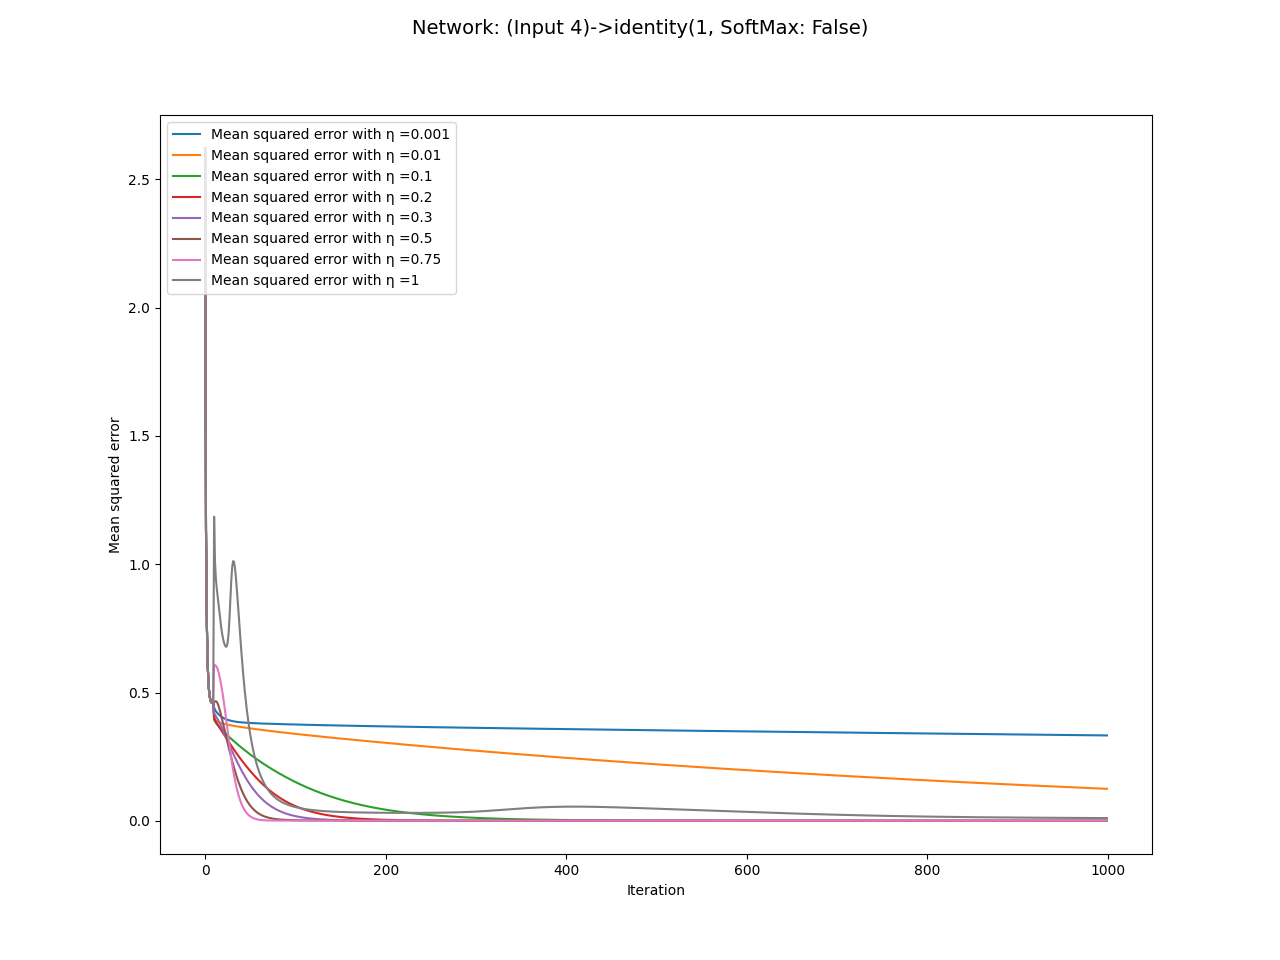 Network: (Input 4)->identity(1, SoftMax: False)
Mean squared error with η =0.001
Mean squared error with η =0.01
Mean squared error with η =0.1
Mean squared error with η =0.2
Mean squared error with η =0.3
Mean squared error with η =0.5
Mean squared error with η =0.75
Mean squared error with η =1
2.5
2.0
1.5
1.0
0.5
0.0
Mean squared error
0 200 400 600 800 1000
Iteration